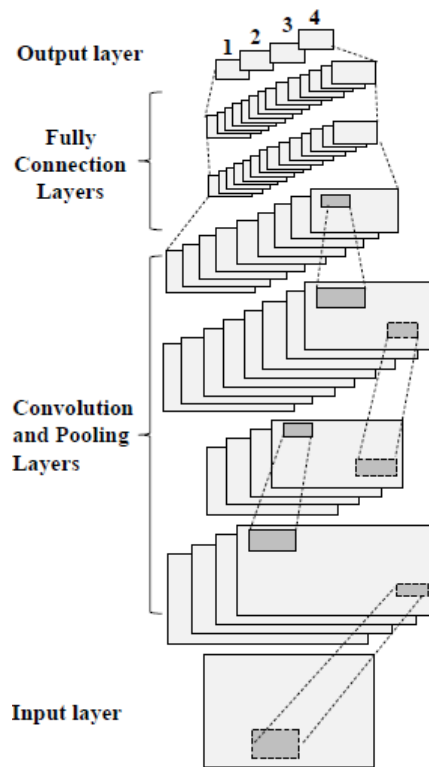 1 2 3 4
Output layer
Fully
Connection
Layers
Convolution
and Pooling
Layers
Input layer